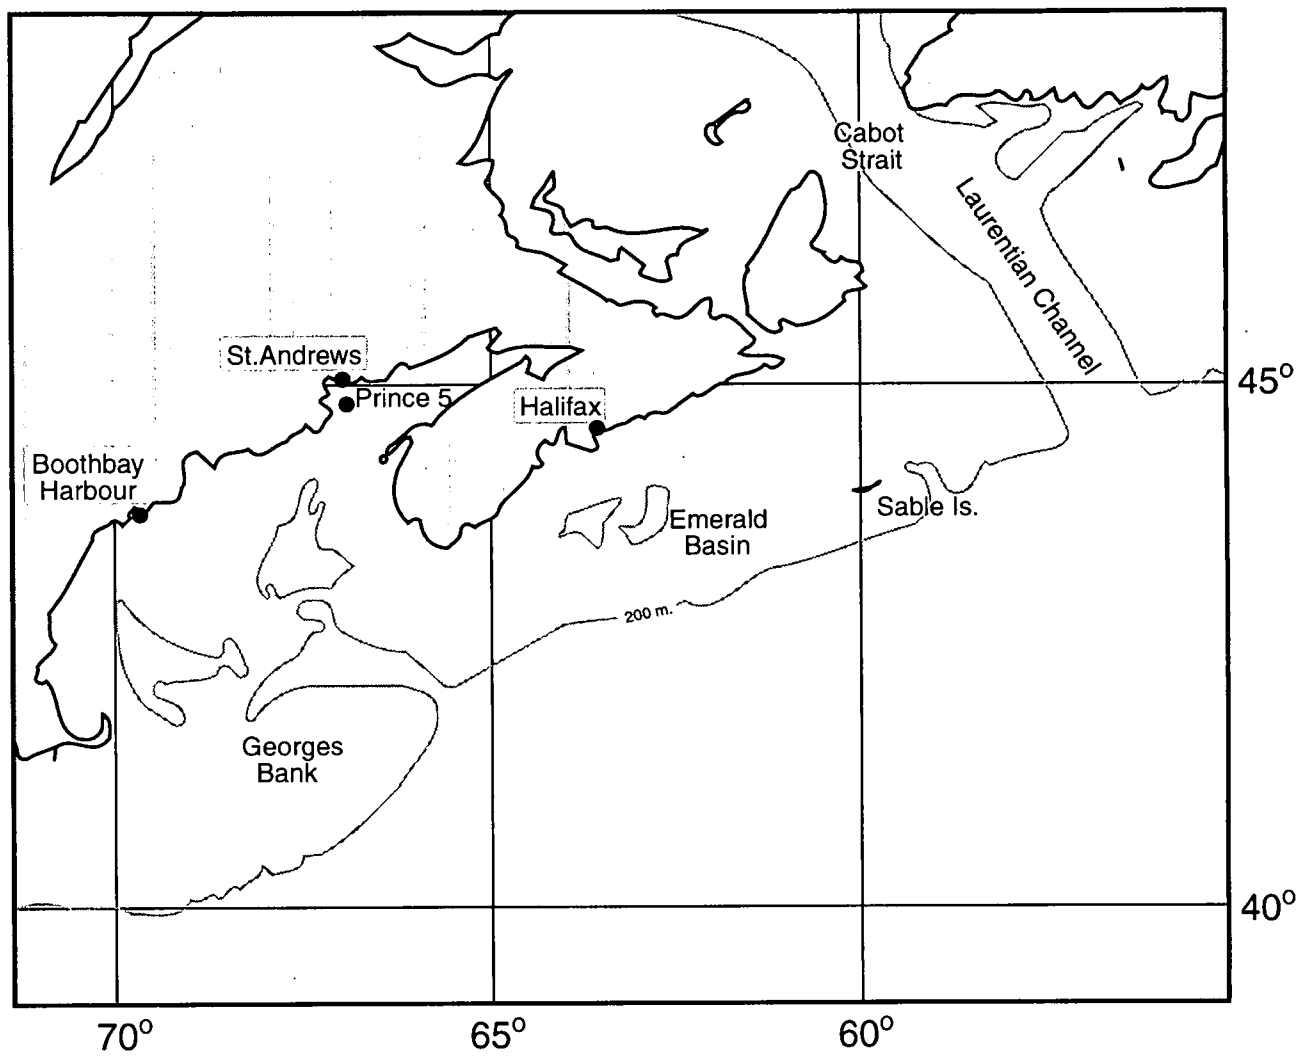 Cabot
Strait
Laurentian Channel
St.Andrews
Prince 5
45°
Halifax
Boothbay
Harbour
Sable Is.
Emerald
Basin
200 m.
Georges
Bank
40°
70°
65°
60°